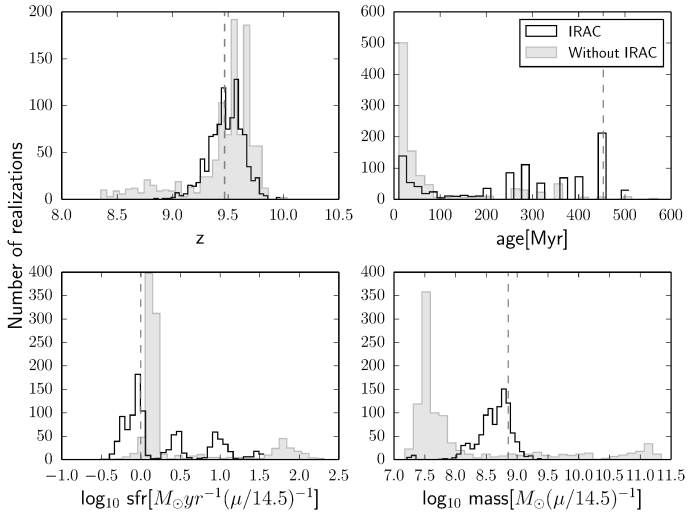 Number of realizations
200
150
100
50
0
8.0 8.5 9.0 9.5 10.0 10.5
z
600
500
400
300
200
100
0
IRAC
Without IRAC
0 100 200 300 400 500 600
age[Myr]
400
350
300
250
200
150
100
50
0
−1.0 −0.5 0.0 0.5 1.0 1.5 2.0 2.5
log₁₀ sfr[M☉yr⁻¹(μ/14.5)⁻¹]
400
350
300
250
200
150
100
50
0
7.0 7.5 8.0 8.5 9.0 9.5 10.0 10.5 11.0 11.5
log₁₀ mass[M☉(μ/14.5)⁻¹]